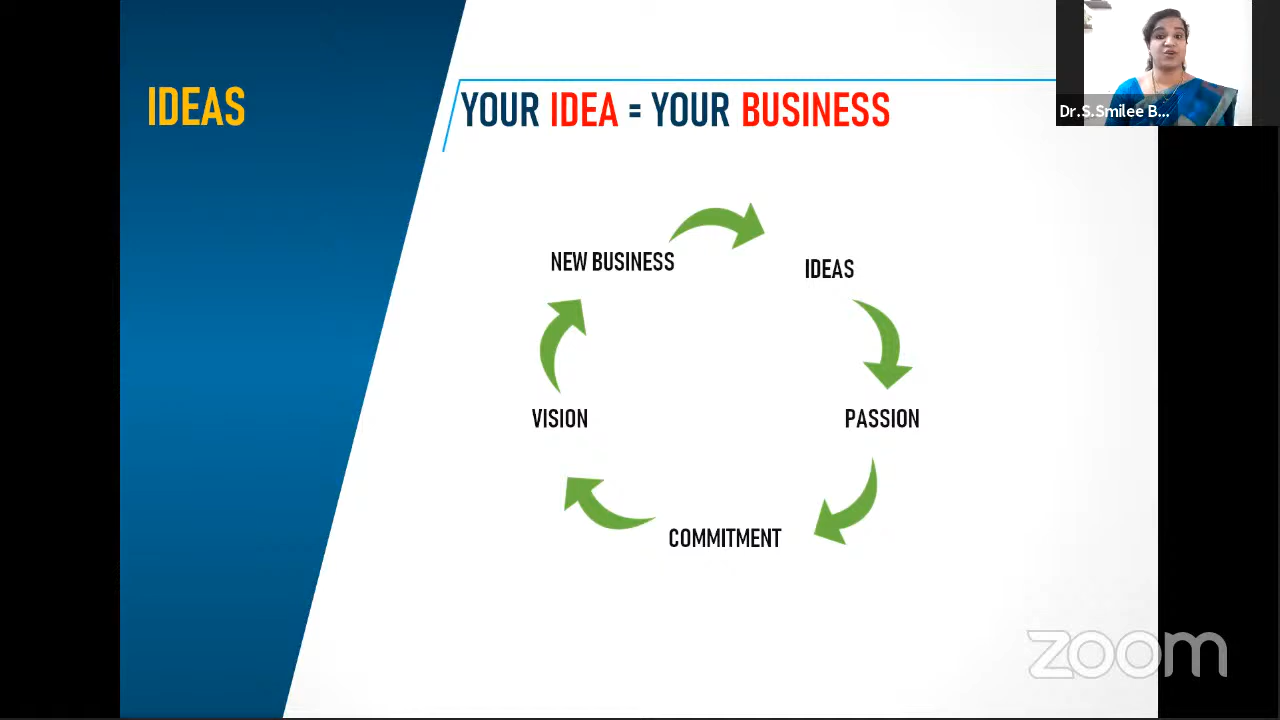 IDEAS
YOUR IDEA = YOUR BUSINESS
Dr.S.Smilee B...
NEW BUSINESS
IDEAS
VISION
PASSION
COMMITMENT
zoom